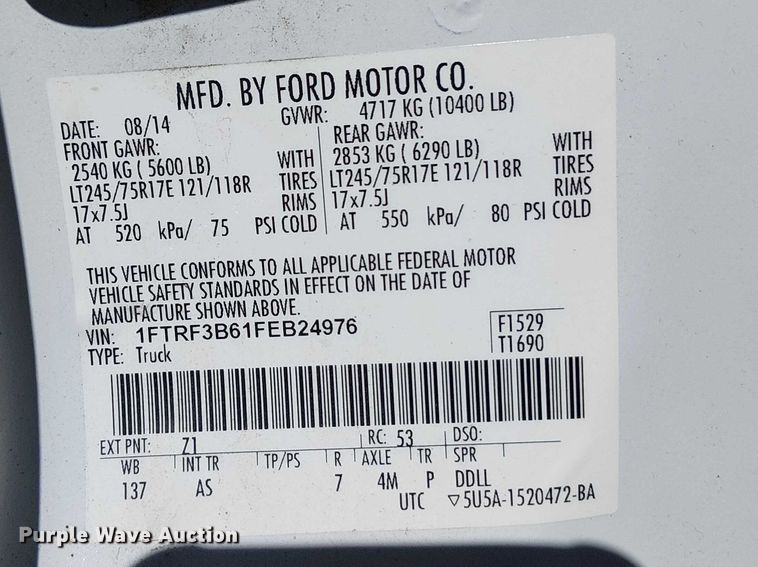 MFD. BY FORD MOTOR CO.
DATE: 08/14 GVWR: 4717 KG (10400 LB)
FRONT GAWR: REAR GAWR:
2540 KG ( 5600 LB) WITH 2853 KG ( 6290 LB) WITH
LT245/75R17E 121/118R TIRES LT245/75R17E 121/118R TIRES
17x7.5J RIMS 17x7.5J RIMS
AT 520 kPa/ 75 PSI COLD AT 550 kPa/ 80 PSI COLD
THIS VEHICLE CONFORMS TO ALL APPLICABLE FEDERAL MOTOR
VEHICLE SAFETY STANDARDS IN EFFECT ON THE DATE OF
MANUFACTURE SHOWN ABOVE.
VIN: 1FTRF3B61FEB24976 F1529
TYPE: Truck T1690
EXT PNT: Z1 RC: 53 DSO:
WB INT TR TP/PS R AXLE TR SPR
137 AS 7 4M P DDLL
UTC ▽5U5A-1520472-BA
Purple Wave Auction